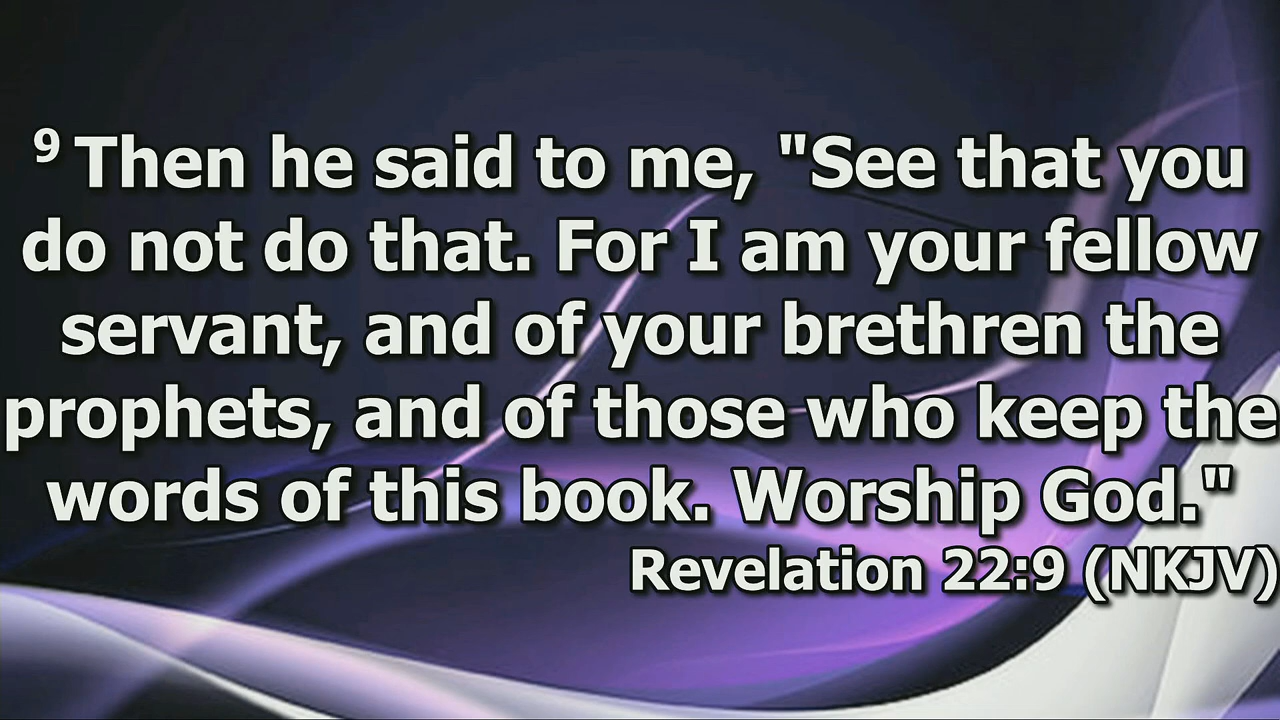 9 Then he said to me, "See that you
do not do that. For I am your fellow
servant, and of your brethren the
prophets, and of those who keep the
words of this book. Worship God."
Revelation 22:9 (NKJV)